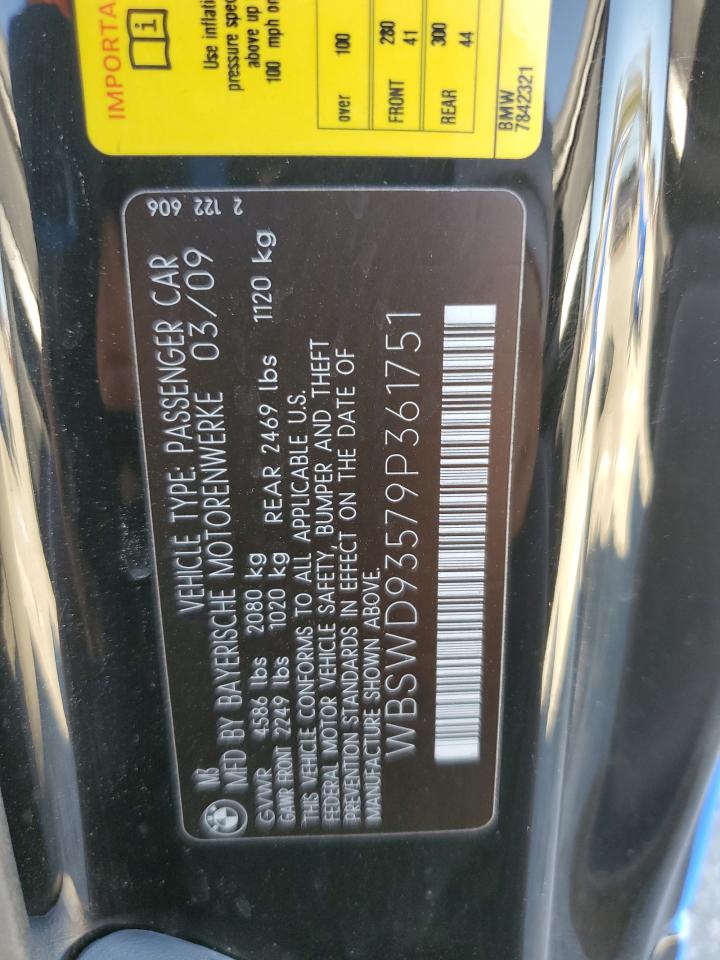 IMPORTA
Use inflati
pressure spec
above up
100 mph or
over 100
FRONT 280
41
REAR 300
44
BMW
7842321
2 122 606
VEHICLE TYPE: PASSENGER CAR
MFD BY BAYERISCHE MOTORENWERKE 03/09
GVWR 4586 lbs 2080 kg
GAWR FRONT 2249 lbs 1020 kg REAR 2469 lbs 1120 kg
THIS VEHICLE CONFORMS TO ALL APPLICABLE U.S.
FEDERAL MOTOR VEHICLE SAFETY, BUMPER AND THEFT
PREVENTION STANDARDS IN EFFECT ON THE DATE OF
MANUFACTURE SHOWN ABOVE.
WBSWD93579P361751